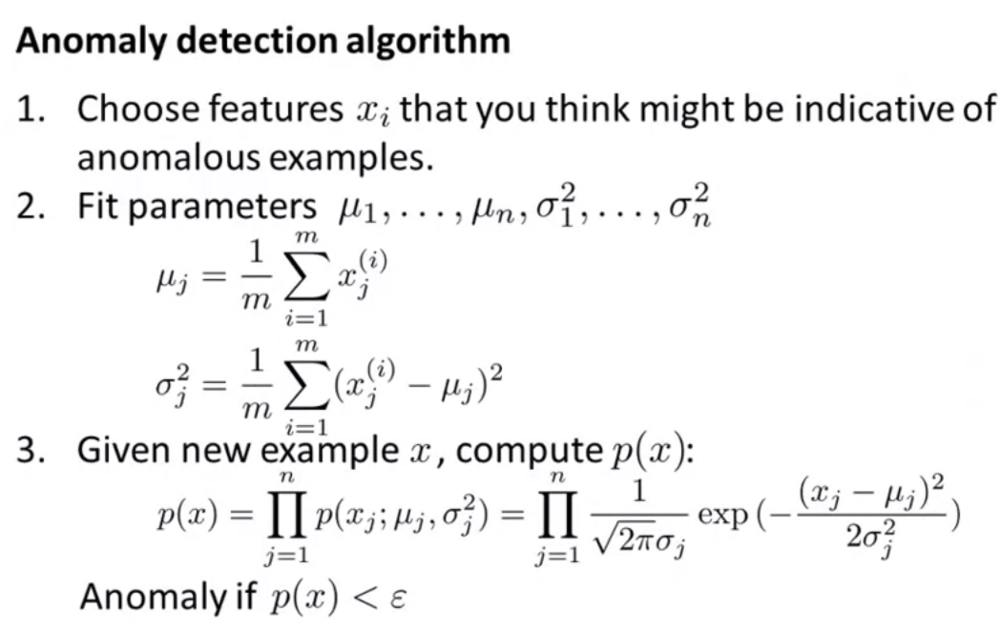 Anomaly detection algorithm
1. Choose features $x_i$ that you think might be indicative of
anomalous examples.
2. Fit parameters $\mu_1, \ldots, \mu_n, \sigma_1^2, \ldots, \sigma_n^2$
$\mu_j = \frac{1}{m} \sum_{i=1}^{m} x_j^{(i)}$
$\sigma_j^2 = \frac{1}{m} \sum_{i=1}^{m} (x_j^{(i)} - \mu_j)^2$
3. Given new example $x$, compute $p(x)$:
$p(x) = \prod_{j=1}^{n} p(x_j; \mu_j, \sigma_j^2) = \prod_{j=1}^{n} \frac{1}{\sqrt{2\pi}\sigma_j} \exp(-\frac{(x_j - \mu_j)^2}{2\sigma_j^2})$
Anomaly if $p(x) < \varepsilon$